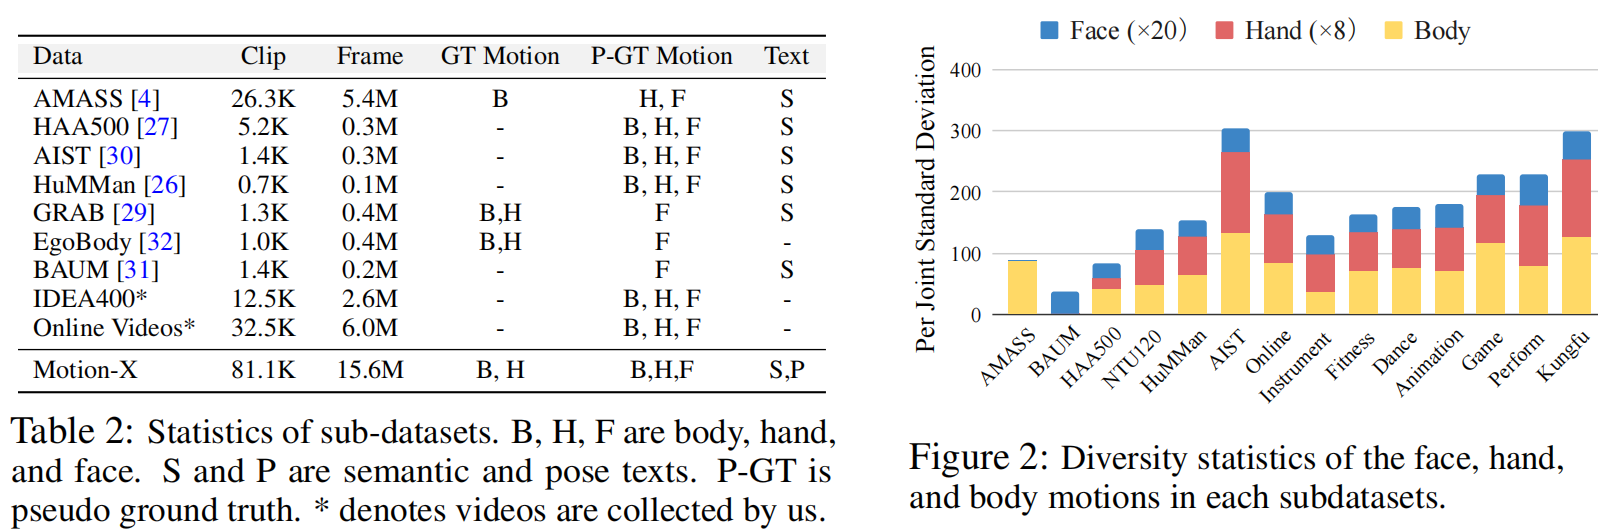 Data Clip Frame GT Motion P-GT Motion Text
AMASS [4] 26.3K 5.4M B H, F S
HAA500 [27] 5.2K 0.3M - B, H, F S
AIST [30] 1.4K 0.3M - B, H, F S
HuMMan [26] 0.7K 0.1M - B, H, F S
GRAB [29] 1.3K 0.4M B,H F S
EgoBody [32] 1.0K 0.4M B,H F -
BAUM [31] 1.4K 0.2M - F S
IDEA400* 12.5K 2.6M - B, H, F -
Online Videos* 32.5K 6.0M - B, H, F -
Motion-X 81.1K 15.6M B, H B,H,F S,P
Table 2: Statistics of sub-datasets. B, H, F are body, hand,
and face. S and P are semantic and pose texts. P-GT is
pseudo ground truth. * denotes videos are collected by us.
Face (×20) Hand (×8) Body
Per Joint Standard Deviation
400
300
200
100
0
AMASS
BAUM
HAA500
NTU120
HuMMan
AIST
Online
Instrument
Fitness
Dance
Animation
Game
Perform
Kungfu
Figure 2: Diversity statistics of the face, hand,
and body motions in each subdatasets.